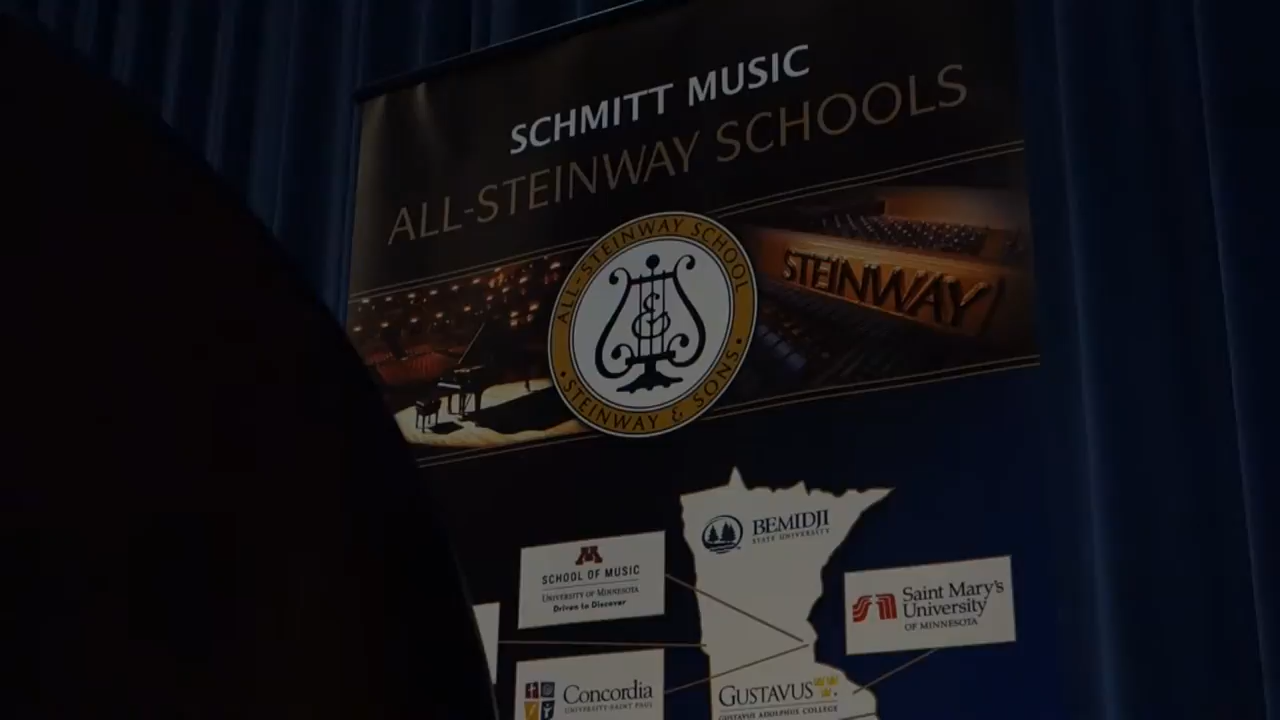 SCHMITT MUSIC
ALL-STEINWAY SCHOOLS
ALL-STEINWAY SCHOOL
STEINWAY & SONS
STEINWAY
BEMIDJI
STATE UNIVERSITY
M
SCHOOL OF MUSIC
UNIVERSITY OF MINNESOTA
Driven to Discover
Saint Mary's
University
OF MINNESOTA
Concordia
UNIVERSITY·SAINT PAUL
GUSTAVUS
GUSTAVUS ADOLPHUS COLLEGE